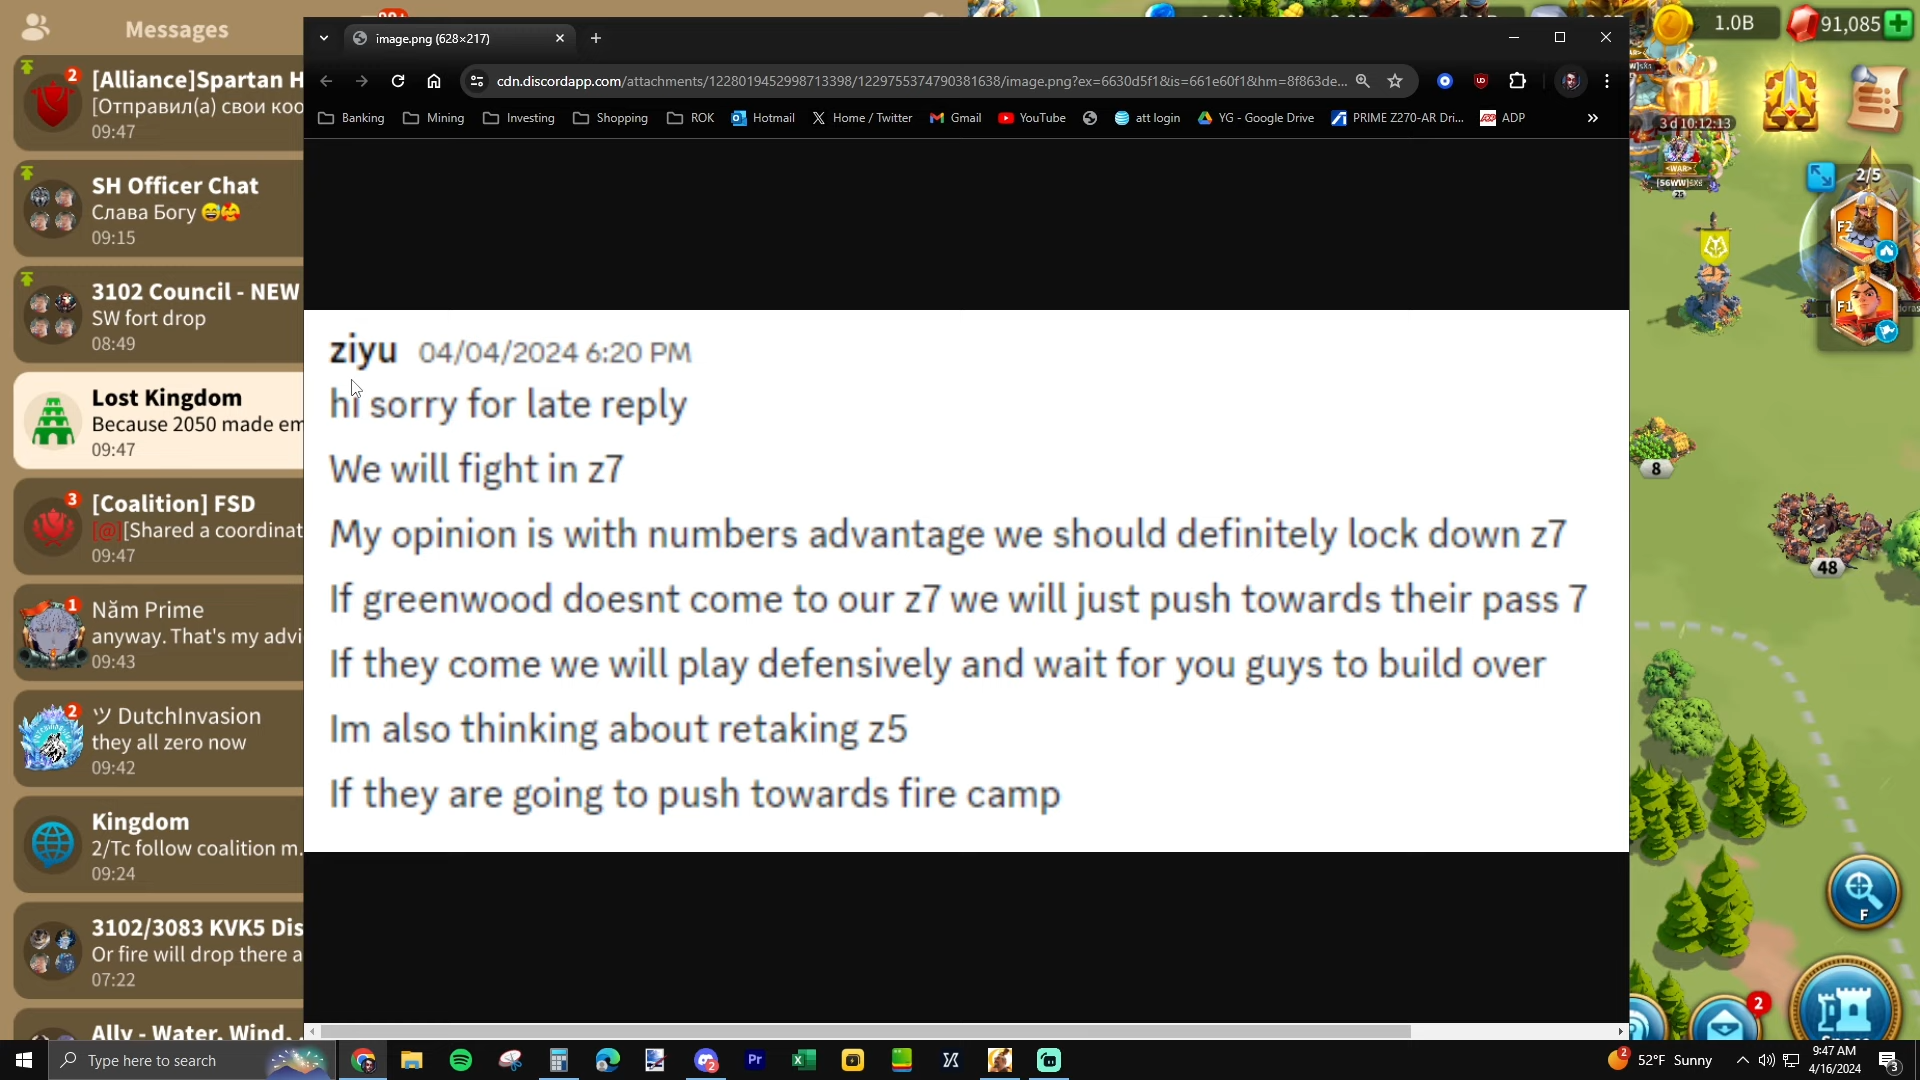 Messages
2
[Alliance]Spartan H
[Отправил(а) свои коо
09:47
SH Officer Chat
Слава Богу 😅🥰
09:15
3102 Council - NEW
SW fort drop
08:49
Lost Kingdom
Because 2050 made em
09:47
3
[Coalition] FSD
[@][Shared a coordinat
09:47
1
Năm Prime
anyway. That's my advi
09:43
2
ツ DutchInvasion
they all zero now
09:42
Kingdom
2/Tc follow coalition m.
09:24
3102/3083 KVK5 Dis
Or fire will drop there a
07:22
Ally - Water. Wind.
image.png (628×217)
cdn.discordapp.com/attachments/1228019452998713398/1229755374790381638/image.png?ex=6630d5f1&is=661e60f1&hm=8f863de...
Banking
Mining
Investing
Shopping
ROK
Hotmail
Home / Twitter
Gmail
YouTube
att login
YG - Google Drive
PRIME Z270-AR Dri...
ADP
»
ziyu 04/04/2024 6:20 PM
hi sorry for late reply
We will fight in z7
My opinion is with numbers advantage we should definitely lock down z7
If greenwood doesnt come to our z7 we will just push towards their pass 7
If they come we will play defensively and wait for you guys to build over
Im also thinking about retaking z5
If they are going to push towards fire camp
1.0B
91,085
3 d 10:12:13
<WAR>
25
2/5
F2
F1
8
48
F
2
Type here to search
2
Pr
2
52°F Sunny
9:47 AM
4/16/2024
3